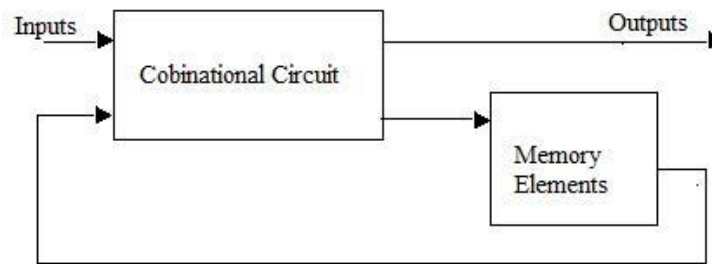 Inputs
Outputs
Cobinational Circuit
Memory
Elements